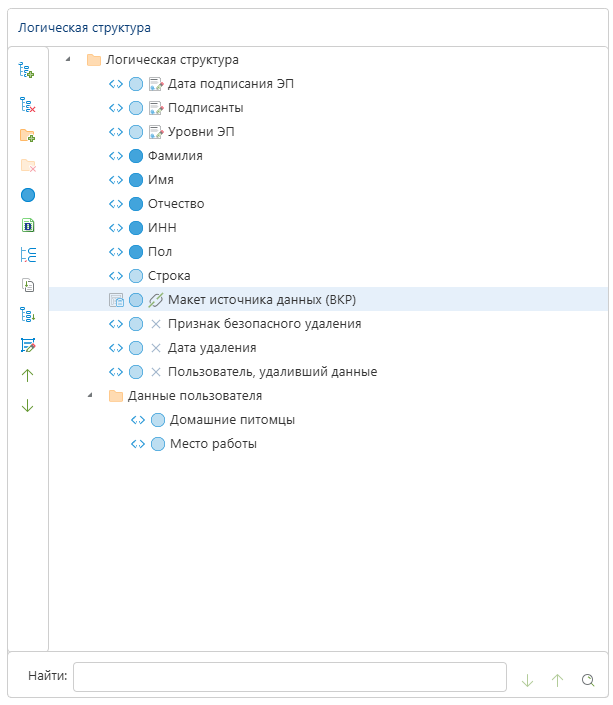 Логическая структура
Логическая структура
Дата подписания ЭП
Подписанты
Уровни ЭП
Фамилия
Имя
Отчество
ИНН
Пол
Строка
Макет источника данных (ВКР)
Признак безопасного удаления
Дата удаления
Пользователь, удаливший данные
Данные пользователя
Домашние питомцы
Место работы
Найти: